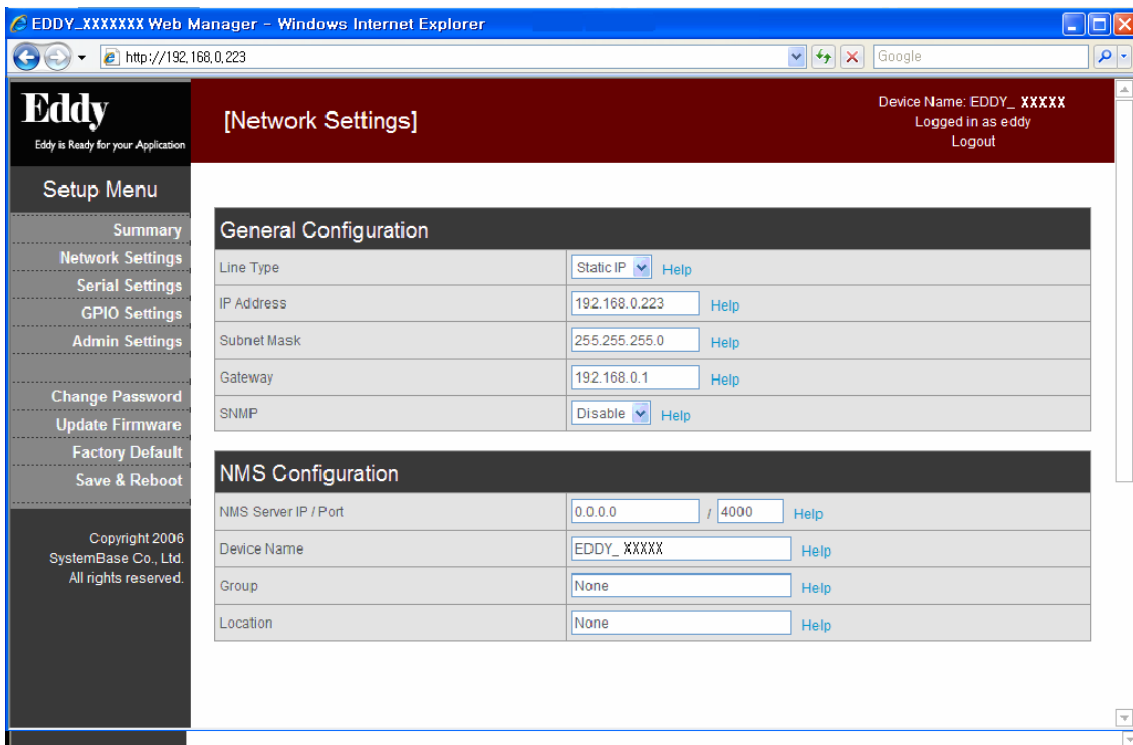 EDDY_XXXXXXX Web Manager - Windows Internet Explorer
http://192.168.0.223
Google
Eddy
Eddy is Ready for your Application
[Network Settings]
Device Name: EDDY_ XXXXX
Logged in as eddy
Logout
Setup Menu
Summary
Network Settings
Serial Settings
GPIO Settings
Admin Settings
Change Password
Update Firmware
Factory Default
Save & Reboot
Copyright 2006
SystemBase Co., Ltd.
All rights reserved.
General Configuration
Line Type Static IP Help
IP Address 192.168.0.223 Help
Subnet Mask 255.255.255.0 Help
Gateway 192.168.0.1 Help
SNMP Disable Help
NMS Configuration
NMS Server IP / Port 0.0.0.0 / 4000 Help
Device Name EDDY_ XXXXX Help
Group None Help
Location None Help